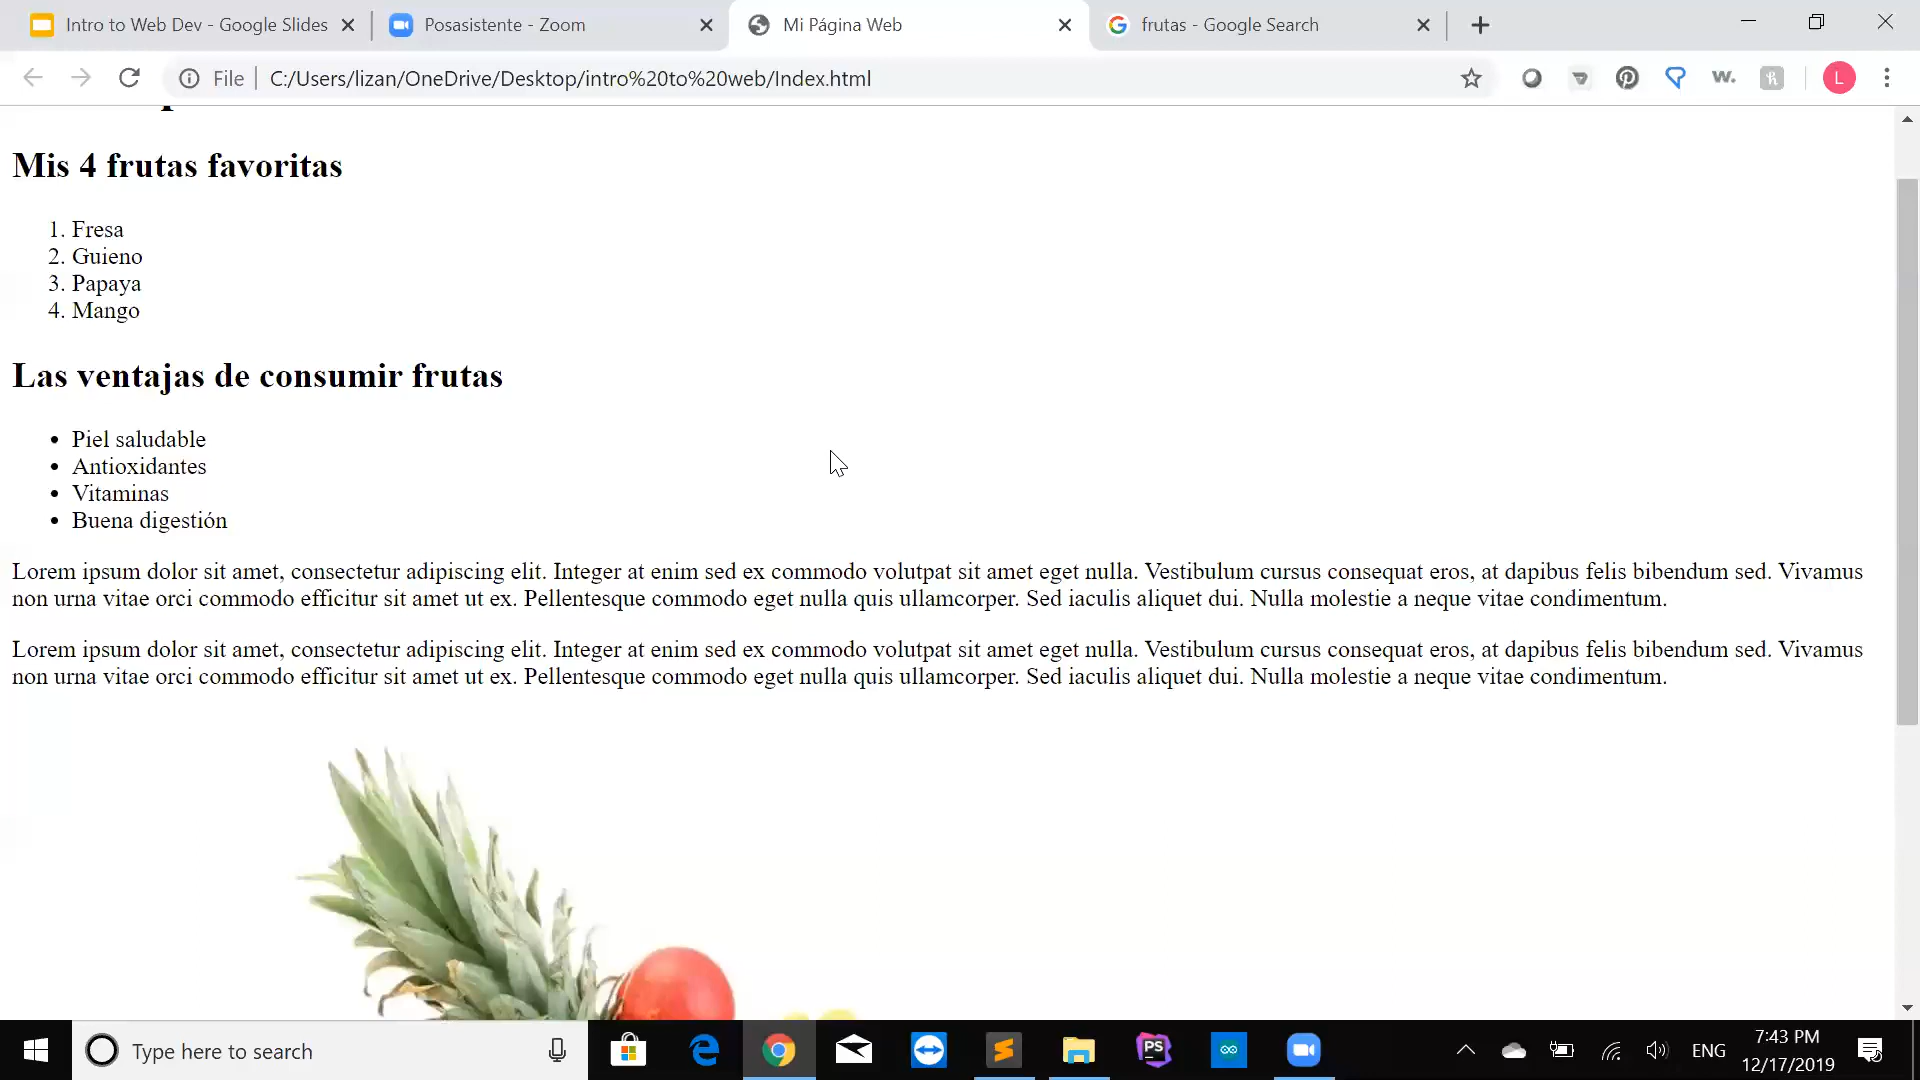 Intro to Web Dev - Google Slides
Posasistente - Zoom
Mi Página Web
frutas - Google Search
File
C:/Users/lizan/OneDrive/Desktop/intro%20to%20web/Index.html
w.
h
L
Mis 4 frutas favoritas
1. Fresa
2. Guieno
3. Papaya
4. Mango
Las ventajas de consumir frutas
• Piel saludable
• Antioxidantes
• Vitaminas
• Buena digestión
Lorem ipsum dolor sit amet, consectetur adipiscing elit. Integer at enim sed ex commodo volutpat sit amet eget nulla. Vestibulum cursus consequat eros, at dapibus felis bibendum sed. Vivamus
non urna vitae orci commodo efficitur sit amet ut ex. Pellentesque commodo eget nulla quis ullamcorper. Sed iaculis aliquet dui. Nulla molestie a neque vitae condimentum.
Lorem ipsum dolor sit amet, consectetur adipiscing elit. Integer at enim sed ex commodo volutpat sit amet eget nulla. Vestibulum cursus consequat eros, at dapibus felis bibendum sed. Vivamus
non urna vitae orci commodo efficitur sit amet ut ex. Pellentesque commodo eget nulla quis ullamcorper. Sed iaculis aliquet dui. Nulla molestie a neque vitae condimentum.
Type here to search
PS
ENG
7:43 PM
12/17/2019